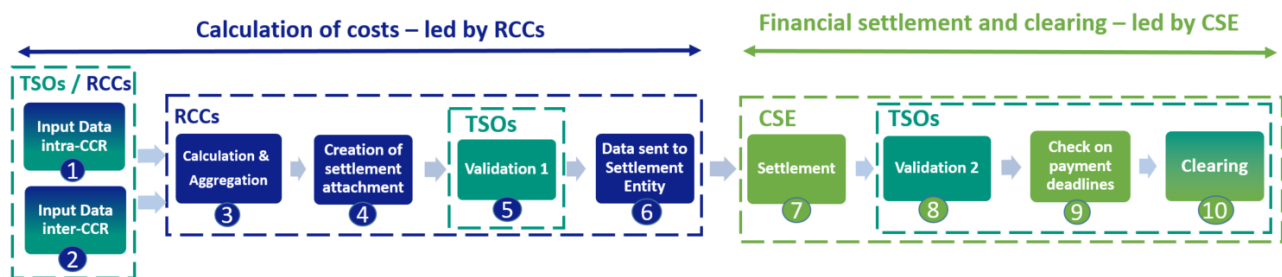 Calculation of costs – led by RCCs
Financial settlement and clearing – led by CSE
TSOs / RCCs
Input Data
intra-CCR
1
Input Data
inter-CCR
2
RCCs
Calculation &
Aggregation
3
Creation of
settlement
attachment
4
TSOs
Validation 1
5
Data sent to
Settlement
Entity
6
CSE
Settlement
7
TSOs
Validation 2
8
Check on
payment
deadlines
9
Clearing
10